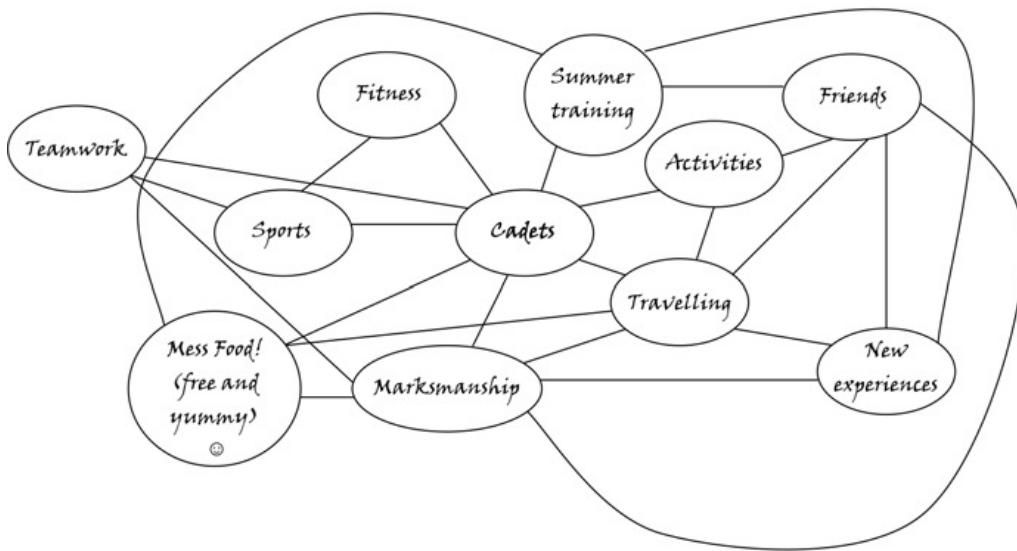 Summer
training
Fitness
Friends
Teamwork
Activities
Sports
Cadets
Travelling
Mess Food!
(free and
yummy)
☺
Marksmanship
New
experiences